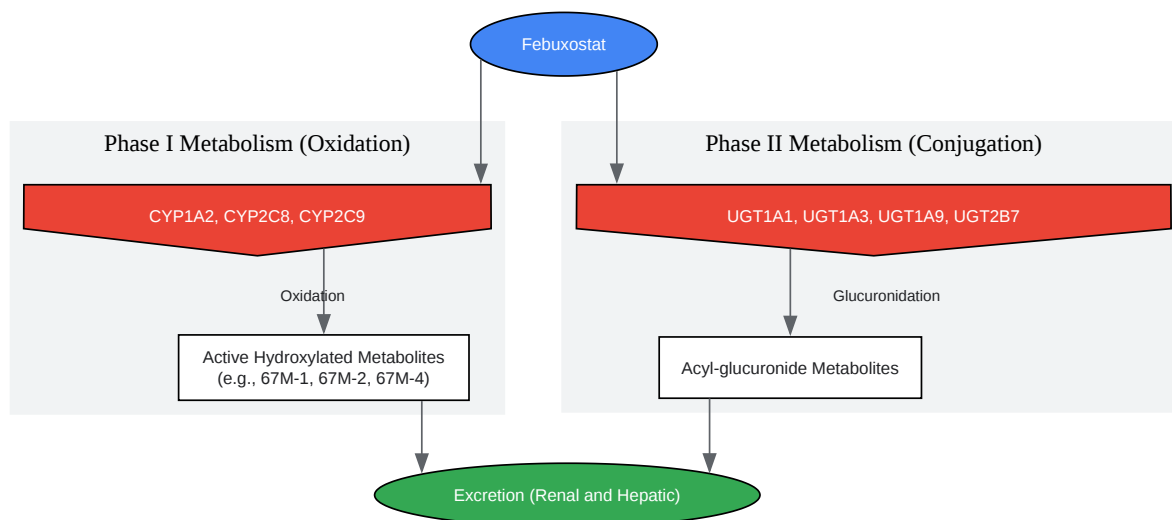 Febuxostat
Phase I Metabolism (Oxidation)
Phase II Metabolism (Conjugation)
CYP1A2, CYP2C8, CYP2C9
UGT1A1, UGT1A3, UGT1A9, UGT2B7
Oxidation
Glucuronidation
Active Hydroxylated Metabolites
(e.g., 67M-1, 67M-2, 67M-4)
Acyl-glucuronide Metabolites
Excretion (Renal and Hepatic)